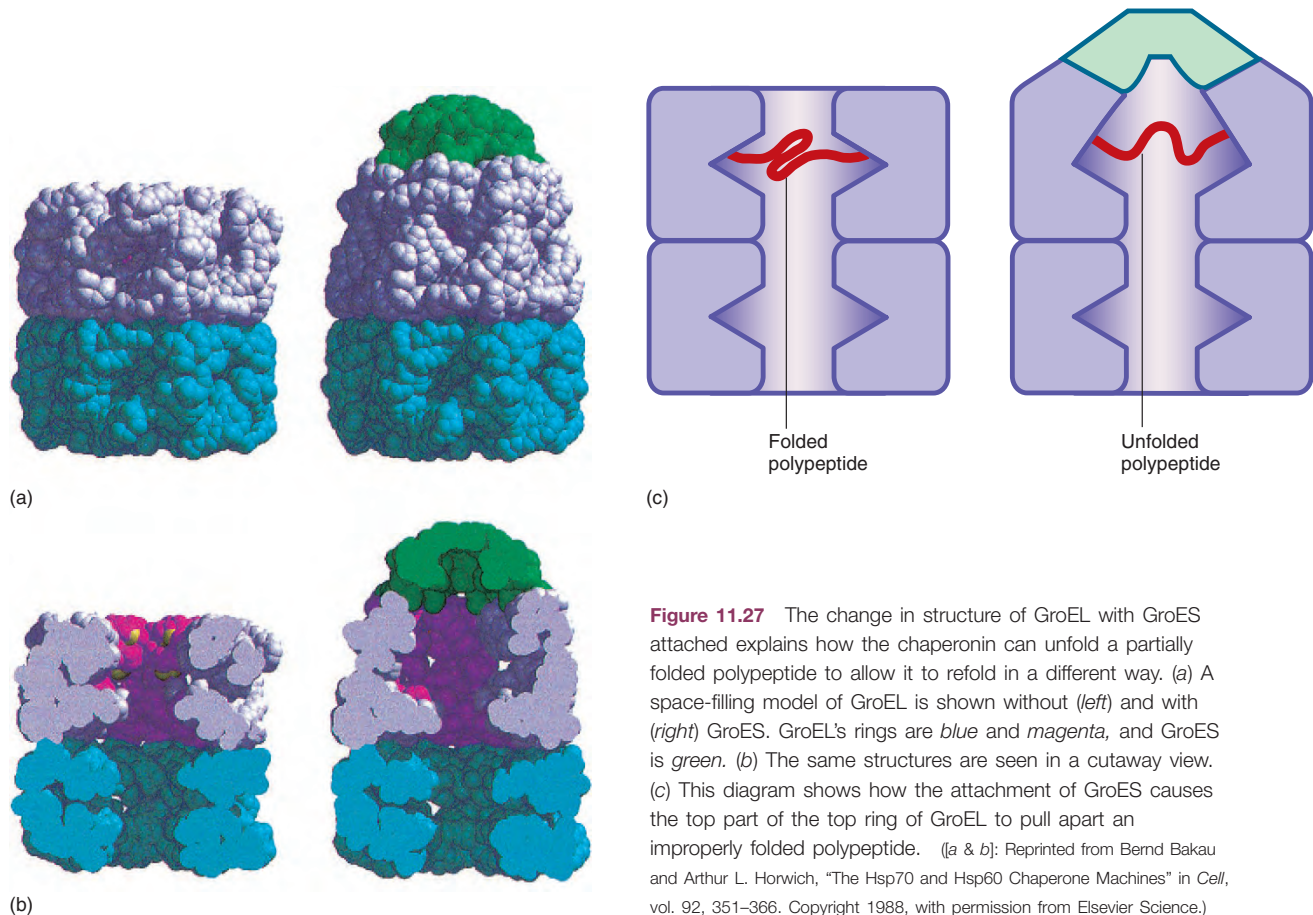 (a)
(b)
Folded
polypeptide
Unfolded
polypeptide
(c)
Figure 11.27 The change in structure of GroEL with GroES
attached explains how the chaperonin can unfold a partially
folded polypeptide to allow it to refold in a different way. (a) A
space-filling model of GroEL is shown without (left) and with
(right) GroES. GroEL's rings are blue and magenta, and GroES
is green. (b) The same structures are seen in a cutaway view.
(c) This diagram shows how the attachment of GroES causes
the top part of the top ring of GroEL to pull apart an
improperly folded polypeptide. ([a & b]: Reprinted from Bernd Bakau
and Arthur L. Horwich, "The Hsp70 and Hsp60 Chaperone Machines" in Cell,
vol. 92, 351–366. Copyright 1988, with permission from Elsevier Science.)